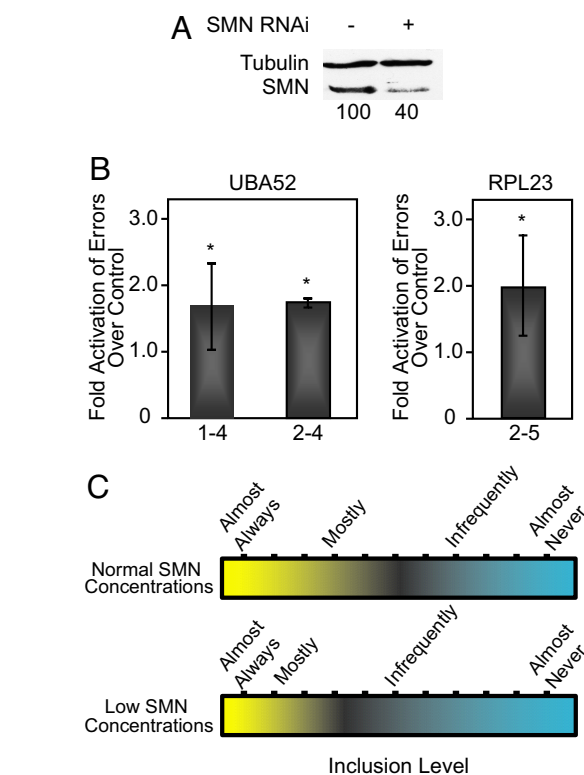 A SMN RNAi - +
Tubulin
SMN
100 40
B
UBA52
Fold Activation of Errors
Over Control
3.0
2.0
1.0
0
*
*
1-4 2-4
RPL23
Fold Activation of Errors
Over Control
3.0
2.0
1.0
0
*
2-5
C
Almost
Always
Mostly
Infrequently
Almost
Never
Normal SMN
Concentrations
Almost
Always
Mostly
Infrequently
Almost
Never
Low SMN
Concentrations
Inclusion Level